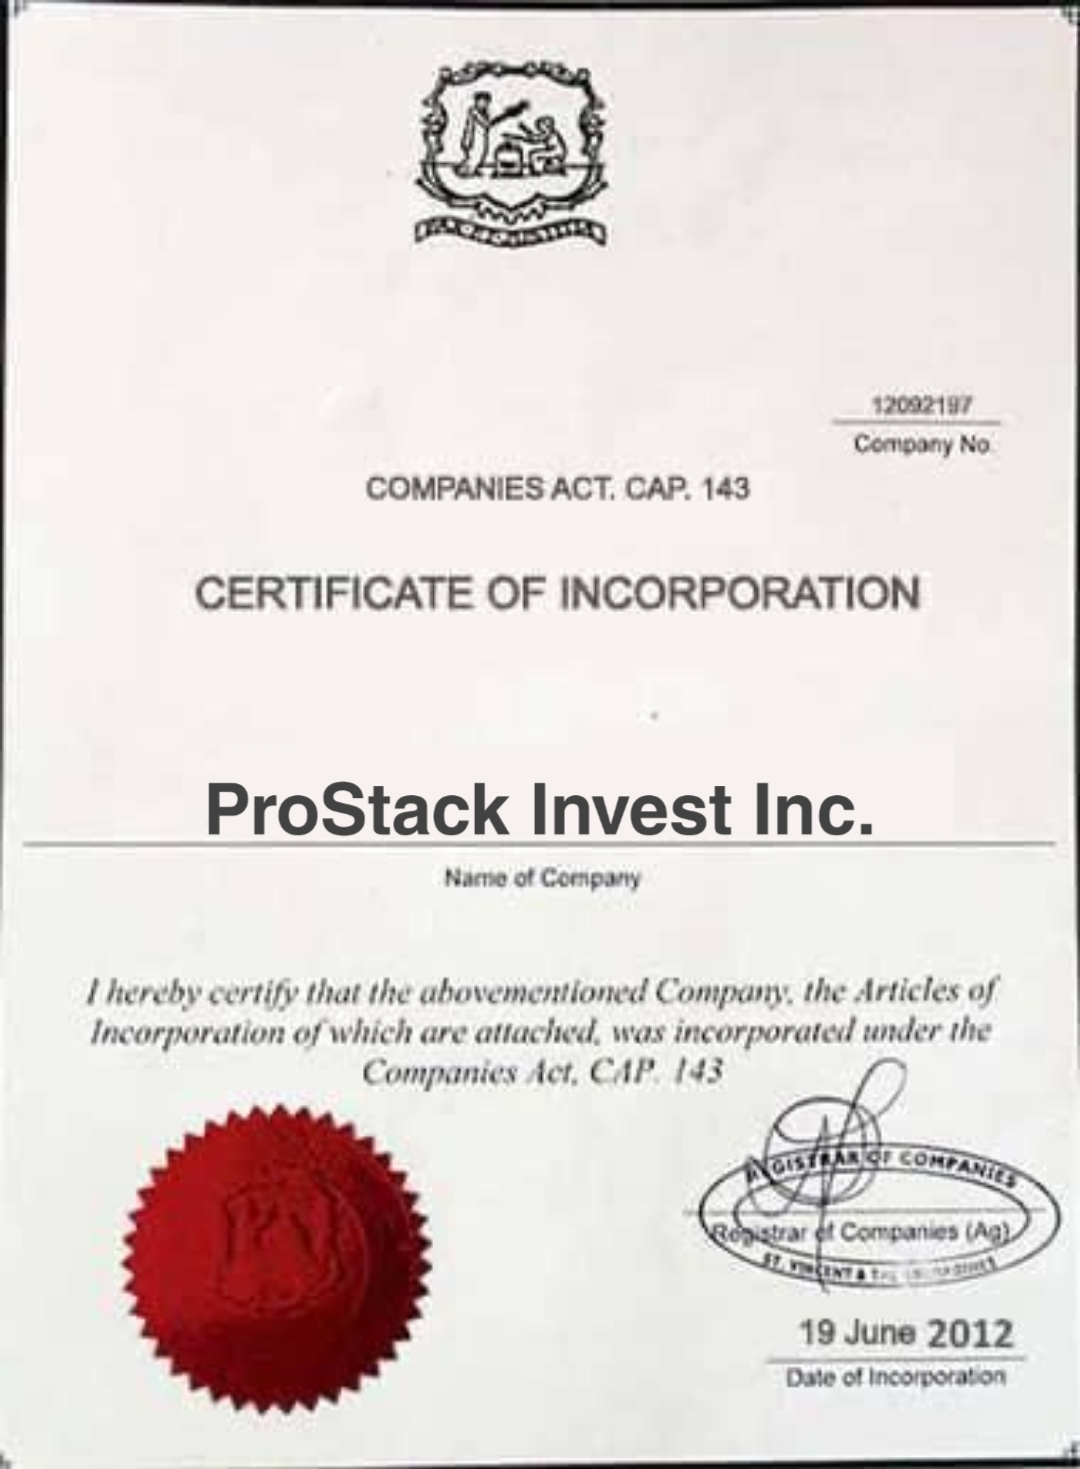 12092197
Company No.
COMPANIES ACT. CAP. 143
CERTIFICATE OF INCORPORATION
ProStack Invest Inc.
Name of Company
I hereby certify that the abovementioned Company, the Articles of
Incorporation of which are attached, was incorporated under the
Companies Act, CAP. 143
REGISTRAR OF COMPANIES
Registrar of Companies (Ag)
ST. VINCENT & THE GRENADINES
19 June 2012
Date of Incorporation